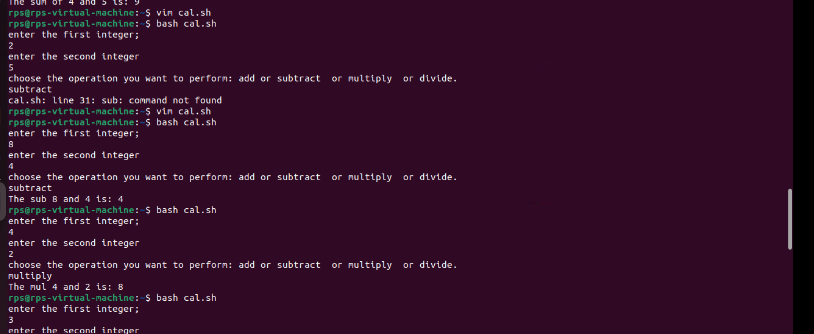 The sum of 4 and 5 is: 9
rps@rps-virtual-machine:~$ vim cal.sh
rps@rps-virtual-machine:~$ bash cal.sh
enter the first integer;
2
enter the second integer
5
choose the operation you want to perform: add or subtract  or multiply  or divide.
subtract
cal.sh: line 31: sub: command not found
rps@rps-virtual-machine:~$ vim cal.sh
rps@rps-virtual-machine:~$ bash cal.sh
enter the first integer;
8
enter the second integer
4
choose the operation you want to perform: add or subtract  or multiply  or divide.
subtract
The sub 8 and 4 is: 4
rps@rps-virtual-machine:~$ bash cal.sh
enter the first integer;
4
enter the second integer
2
choose the operation you want to perform: add or subtract  or multiply  or divide.
multiply
The mul 4 and 2 is: 8
rps@rps-virtual-machine:~$ bash cal.sh
enter the first integer;
3
enter the second integer